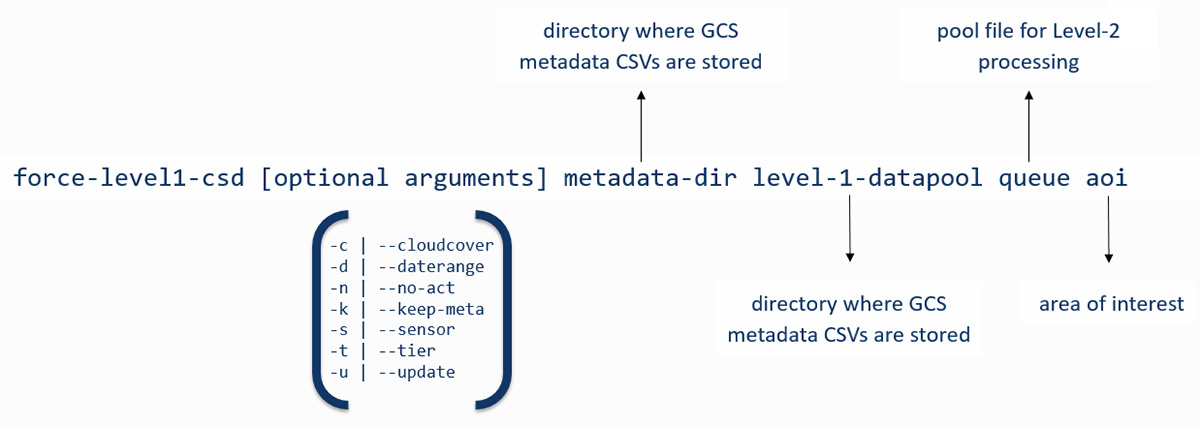 directory where GCS
metadata CSVs are stored
pool file for Level-2
processing
force-level1-csd [optional arguments] metadata-dir level-1-datapool queue aoi
-c | --cloudcover
-d | --daterange
-n | --no-act
-k | --keep-meta
-s | --sensor
-t | --tier
-u | --update
directory where GCS
metadata CSVs are stored
area of interest